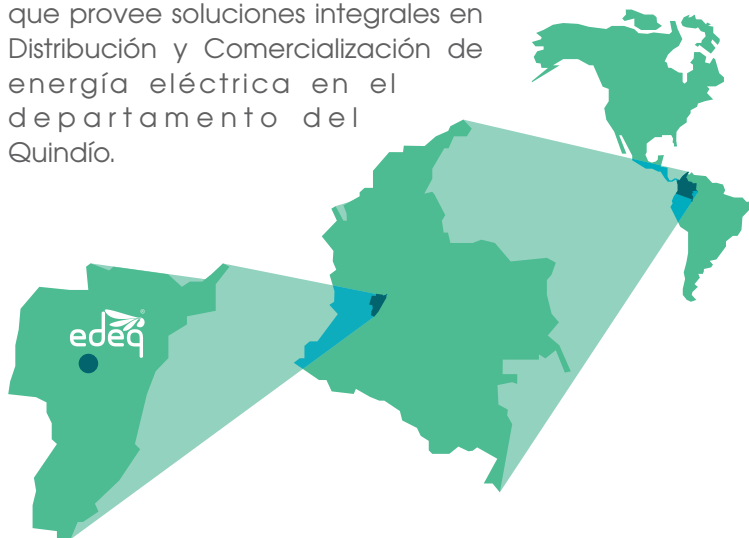 que provee soluciones integrales en
Distribución y Comercialización de
energía eléctrica en el
departamento del
Quindío.
edeq®